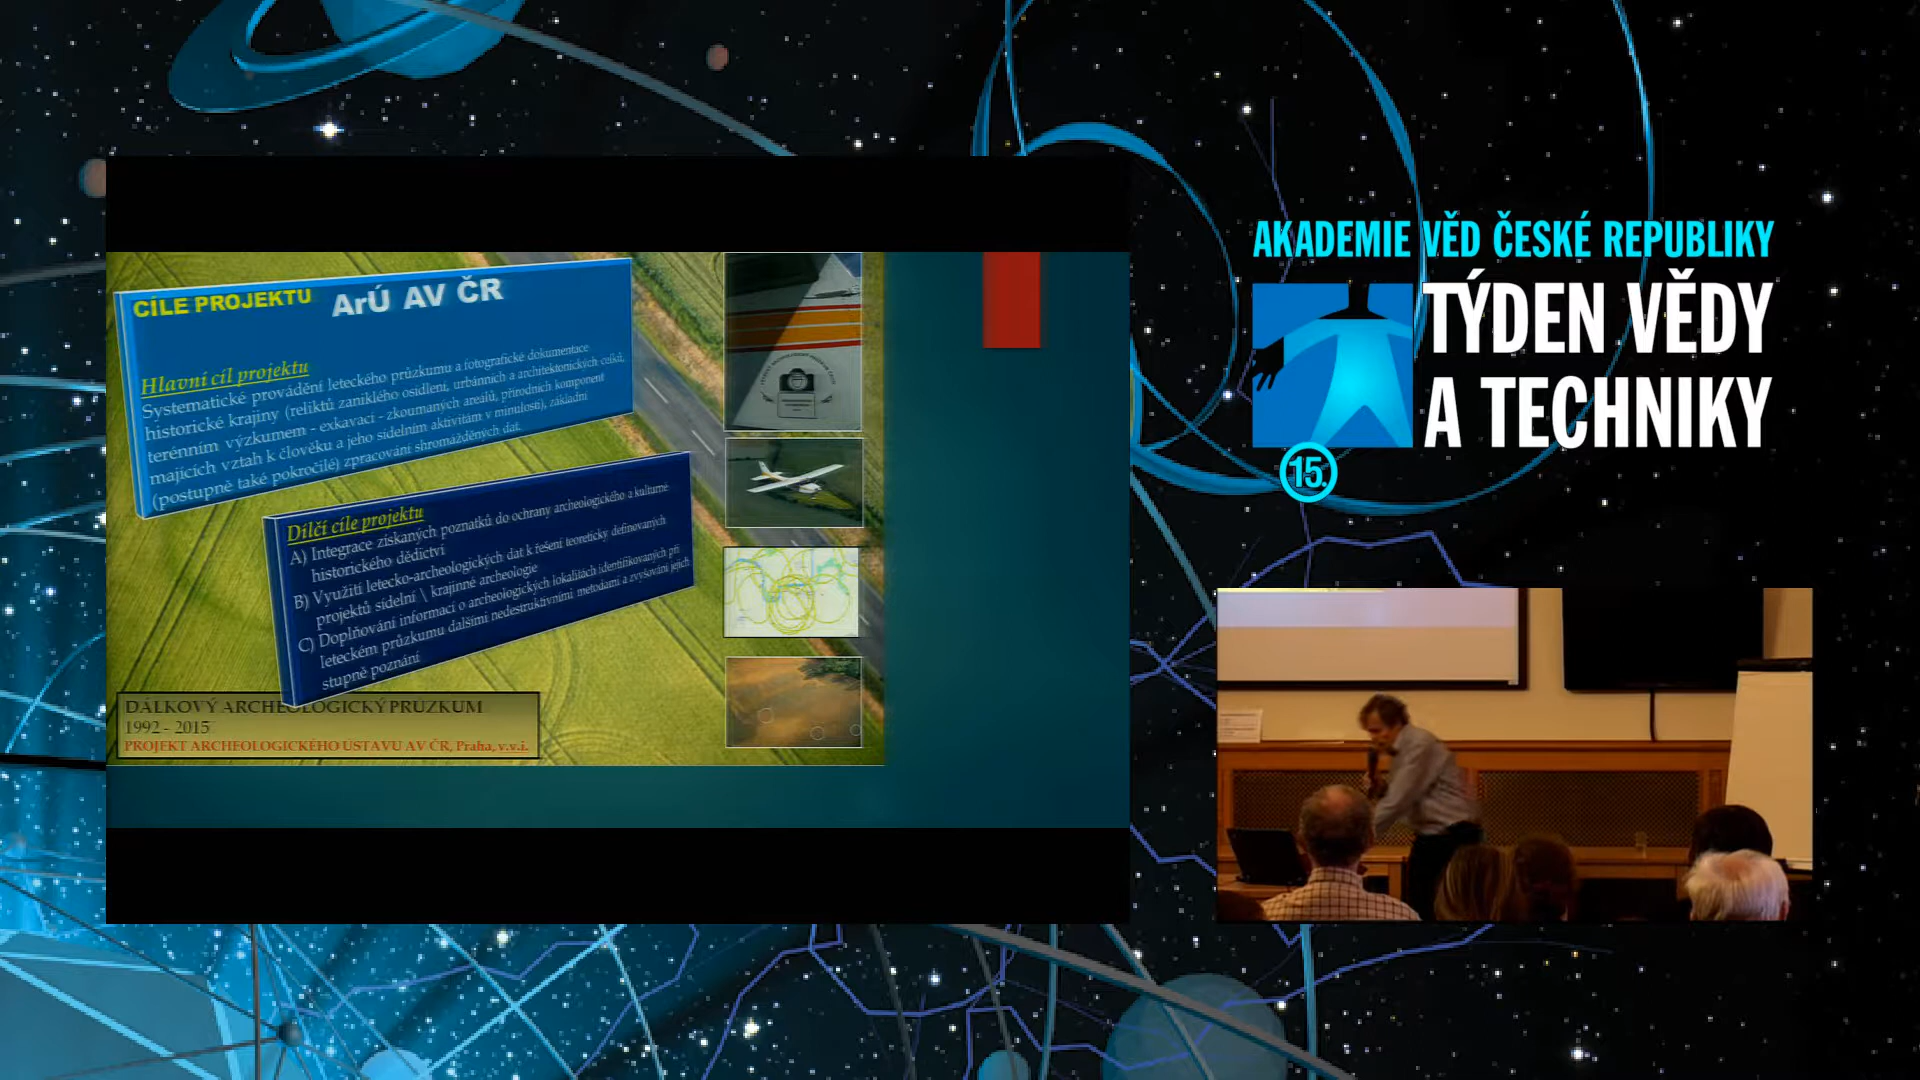 CÍLE PROJEKTU ArÚ AV ČR
Hlavní cíl projektu
Systematické provádění leteckého průzkumu a fotografické dokumentace
historické krajiny (reliktů zaniklého osídlení, urbánních a architektonických celků,
terénním výzkumem - exkavací - zkoumaných areálů, přírodních komponent
majících vztah k člověku a jeho sídelním aktivitám v minulosti), základní
(postupně také pokročilé) zpracování shromážděných dat.
Dílčí cíle projektu
A) Integrace získaných poznatků do ochrany archeologického a kulturně
historického dědictví
B) Využití letecko-archeologických dat k řešení teoreticky definovaných
projektů sídelní \ krajinné archeologie
C) Doplňování informací o archeologických lokalitách identifikovaných při
leteckém průzkumu dalšími nedestruktivními metodami a zvyšování jejich
stupně poznání
DÁLKOVÝ ARCHEOLOGICKÝ PRŮZKUM
1992 - 2015
PROJEKT ARCHEOLOGICKÉHO ÚSTAVU AV ČR, Praha, v.v.i.
AKADEMIE VĚD ČESKÉ REPUBLIKY
TÝDEN VĚDY
A TECHNIKY
15.